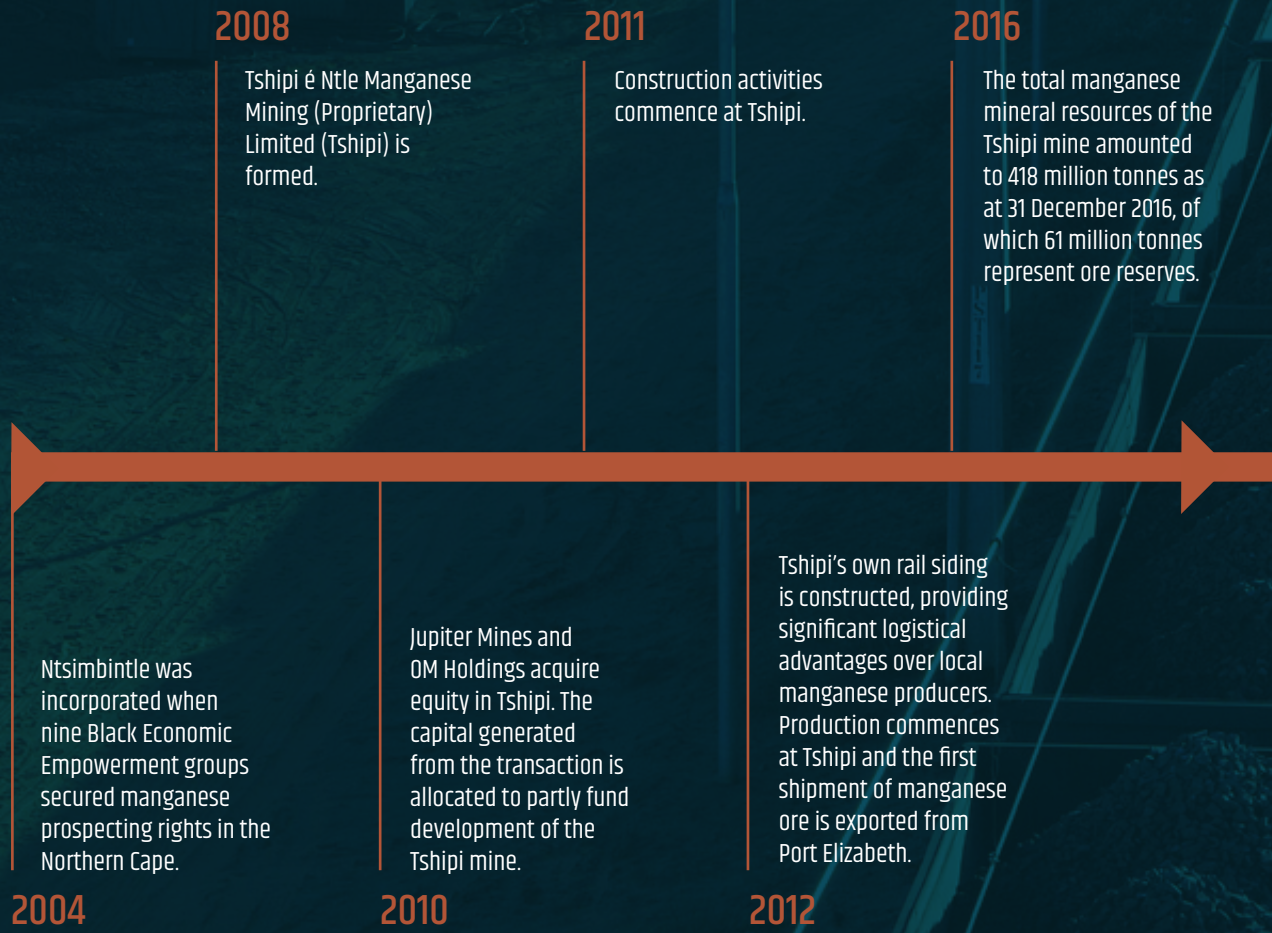 2008
Tshipi é Ntle Manganese
Mining (Proprietary)
Limited (Tshipi) is
formed.
2011
Construction activities
commence at Tshipi.
2016
The total manganese
mineral resources of the
Tshipi mine amounted
to 418 million tonnes as
at 31 December 2016, of
which 61 million tonnes
represent ore reserves.
Ntsimbintle was
incorporated when
nine Black Economic
Empowerment groups
secured manganese
prospecting rights in the
Northern Cape.
2004
Jupiter Mines and
OM Holdings acquire
equity in Tshipi. The
capital generated
from the transaction is
allocated to partly fund
development of the
Tshipi mine.
2010
Tshipi’s own rail siding
is constructed, providing
significant logistical
advantages over local
manganese producers.
Production commences
at Tshipi and the first
shipment of manganese
ore is exported from
Port Elizabeth.
2012